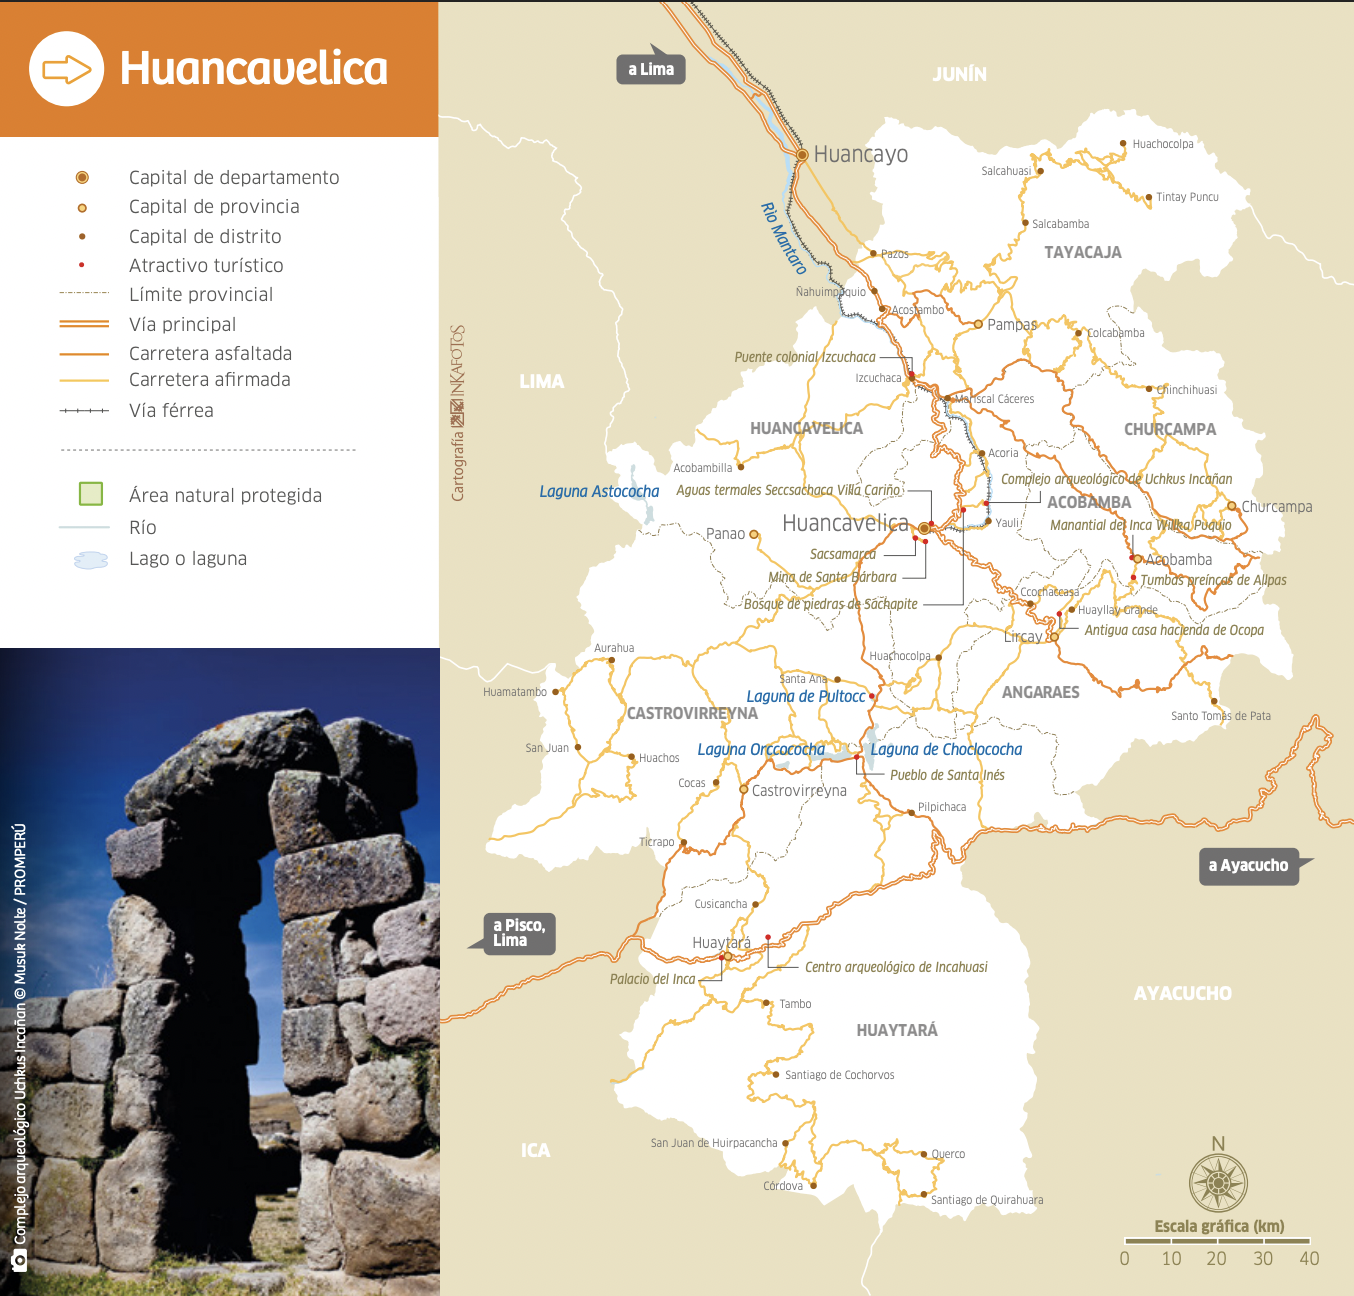 Huancavelica
Capital de departamento
Capital de provincia
Capital de distrito
Atractivo turístico
Límite provincial
Vía principal
Carretera asfaltada
Carretera afirmada
Vía férrea
Área natural protegida
Río
Lago o laguna
Complejo arqueológico Uchkus Incañan © Musuk Nolte / PROMPERÚ
Cartografía INKAFOTOS
a Lima
JUNÍN
Huancayo
Huachocolpa
Salcahuasi
Tintay Puncu
Río Mantaro
Salcabamba
TAYACAJA
Pazos
Ñahuimpuquio
Acostambo
Pampas
Colcabamba
Puente colonial Izcuchaca
Izcuchaca
LIMA
Chinchihuasi
Mariscal Cáceres
HUANCAVELICA
CHURCAMPA
Acoria
Acobambilla
Complejo arqueológico de Uchkus Incañan
Laguna Astococha
Aguas termales Seccsachaca Villa Cariño
ACOBAMBA
Churcampa
Huancavelica
Yauli
Manantial del Inca Willka Puquio
Panao
Sacsamarca
Acobamba
Mina de Santa Bárbara
Tumbas preíncas de Allpas
Ccochaccasa
Bosque de piedras de Sachapite
Huayllay Grande
Antigua casa hacienda de Ocopa
Lircay
Aurahua
Huachocolpa
Santa Ana
Huamatambo
Laguna de Pultocc
ANGARAES
CASTROVIRREYNA
Santo Tomás de Pata
San Juan
Laguna Orccococha
Laguna de Choclococha
Huachos
Pueblo de Santa Inés
Cocas
Castrovirreyna
Pilpichaca
Ticrapo
a Ayacucho
Cusicancha
a Pisco,
Lima
Huaytará
Centro arqueológico de Incahuasi
Palacio del Inca
AYACUCHO
Tambo
HUAYTARÁ
Santiago de Cochorvos
San Juan de Huirpacancha
ICA
Querco
Córdova
Santiago de Quirahuara
N
Escala gráfica (km)
0 10 20 30 40